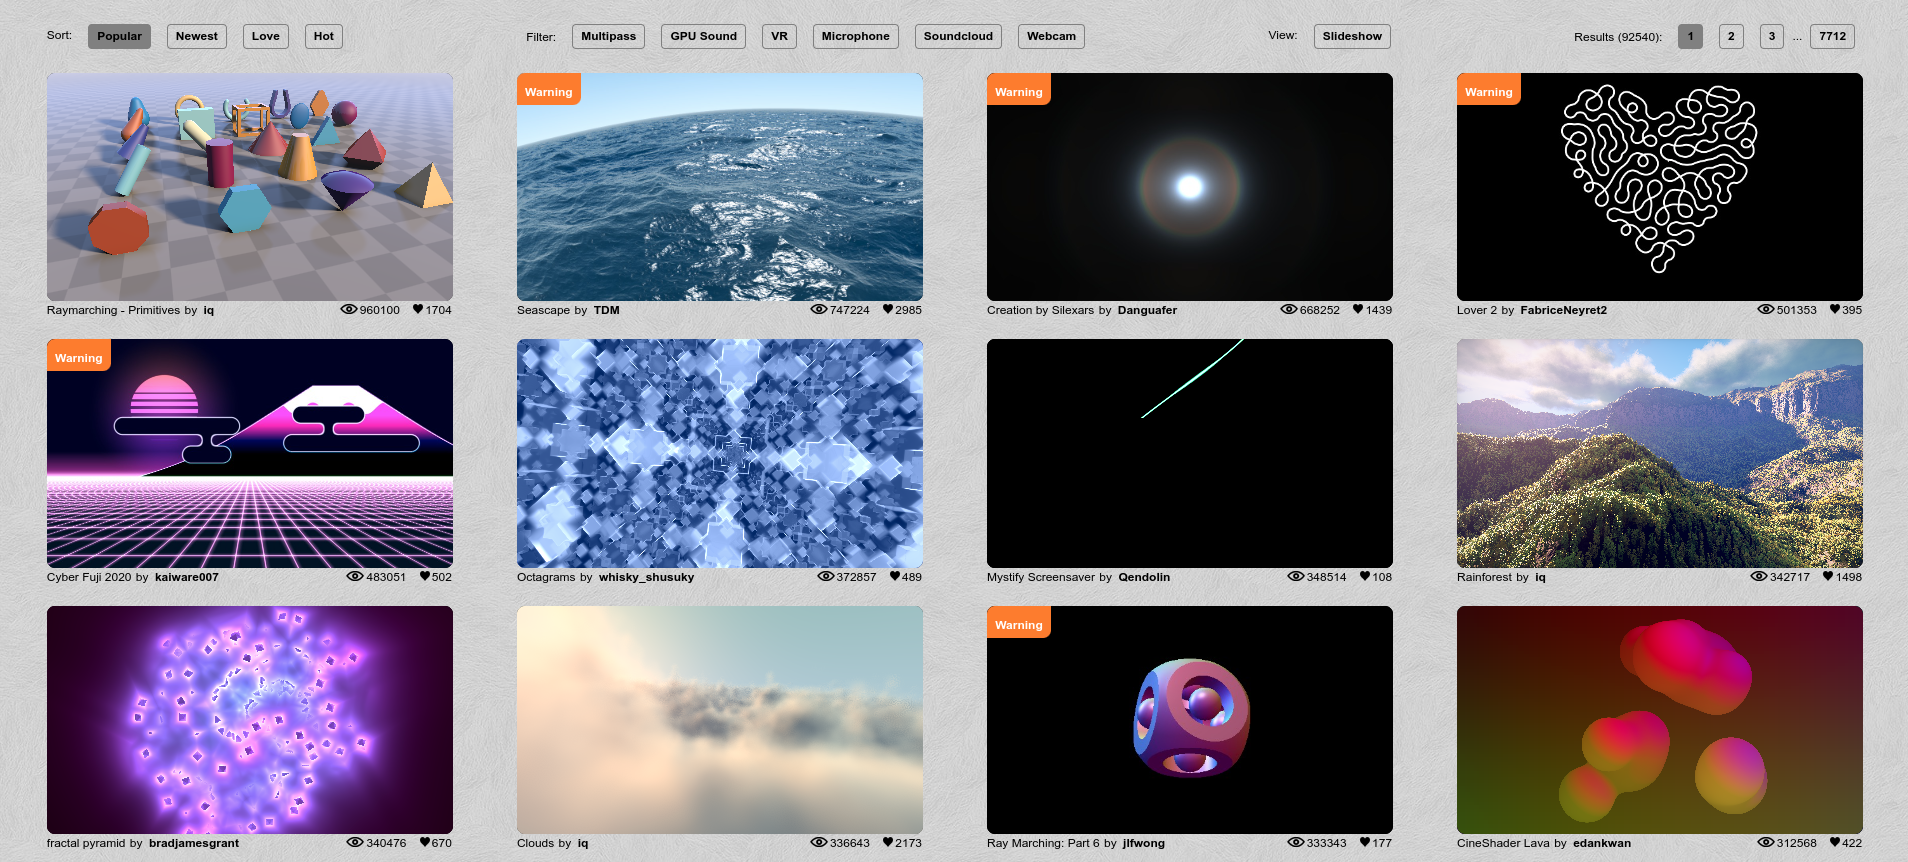 Sort: Popular Newest Love Hot Filter: Multipass GPU Sound VR Microphone Soundcloud Webcam View: Slideshow Results (92540): 1 2 3 ... 7712
Warning Warning Warning
Raymarching - Primitives by iq 960100 1704 Seascape by TDM 747224 2985 Creation by Silexars by Danguafer 668252 1439 Lover 2 by FabriceNeyret2 501353 395
Warning
Cyber Fuji 2020 by kaiware007 483051 502 Octagrams by whisky_shusuky 372857 489 Mystify Screensaver by Qendolin 348514 108 Rainforest by iq 342717 1498
Warning
fractal pyramid by bradjamesgrant 340476 670 Clouds by iq 336643 2173 Ray Marching: Part 6 by jlfwong 333343 177 CineShader Lava by edankwan 312568 422